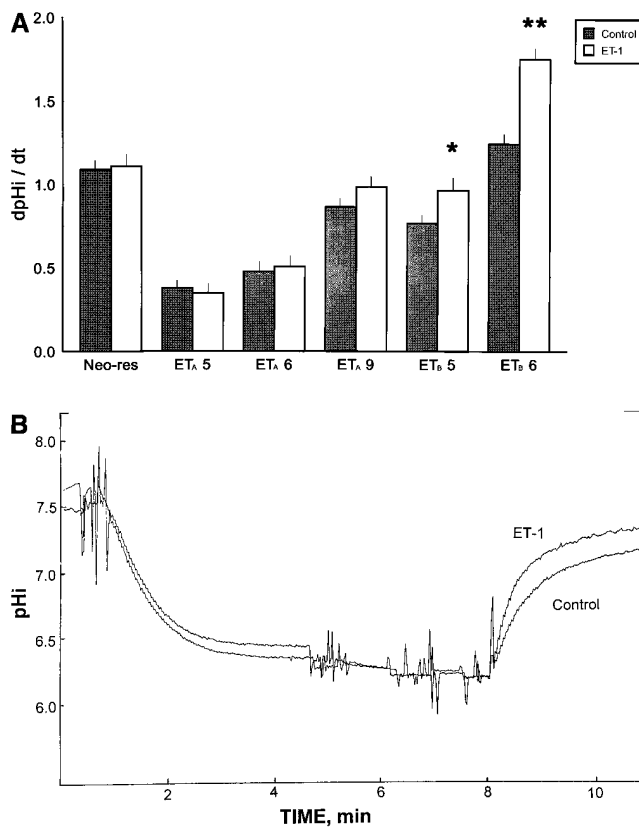 A
2.0
**
Control
ET-1
1.5
*
dpHi / dt
1.0
0.5
0.0
Neo-res ETA 5 ETA 6 ETA 9 ETB 5 ETB 6
B
8.0
7.5
ET-1
pHi
7.0
Control
6.5
6.0
2 4 6 8 10
TIME, min